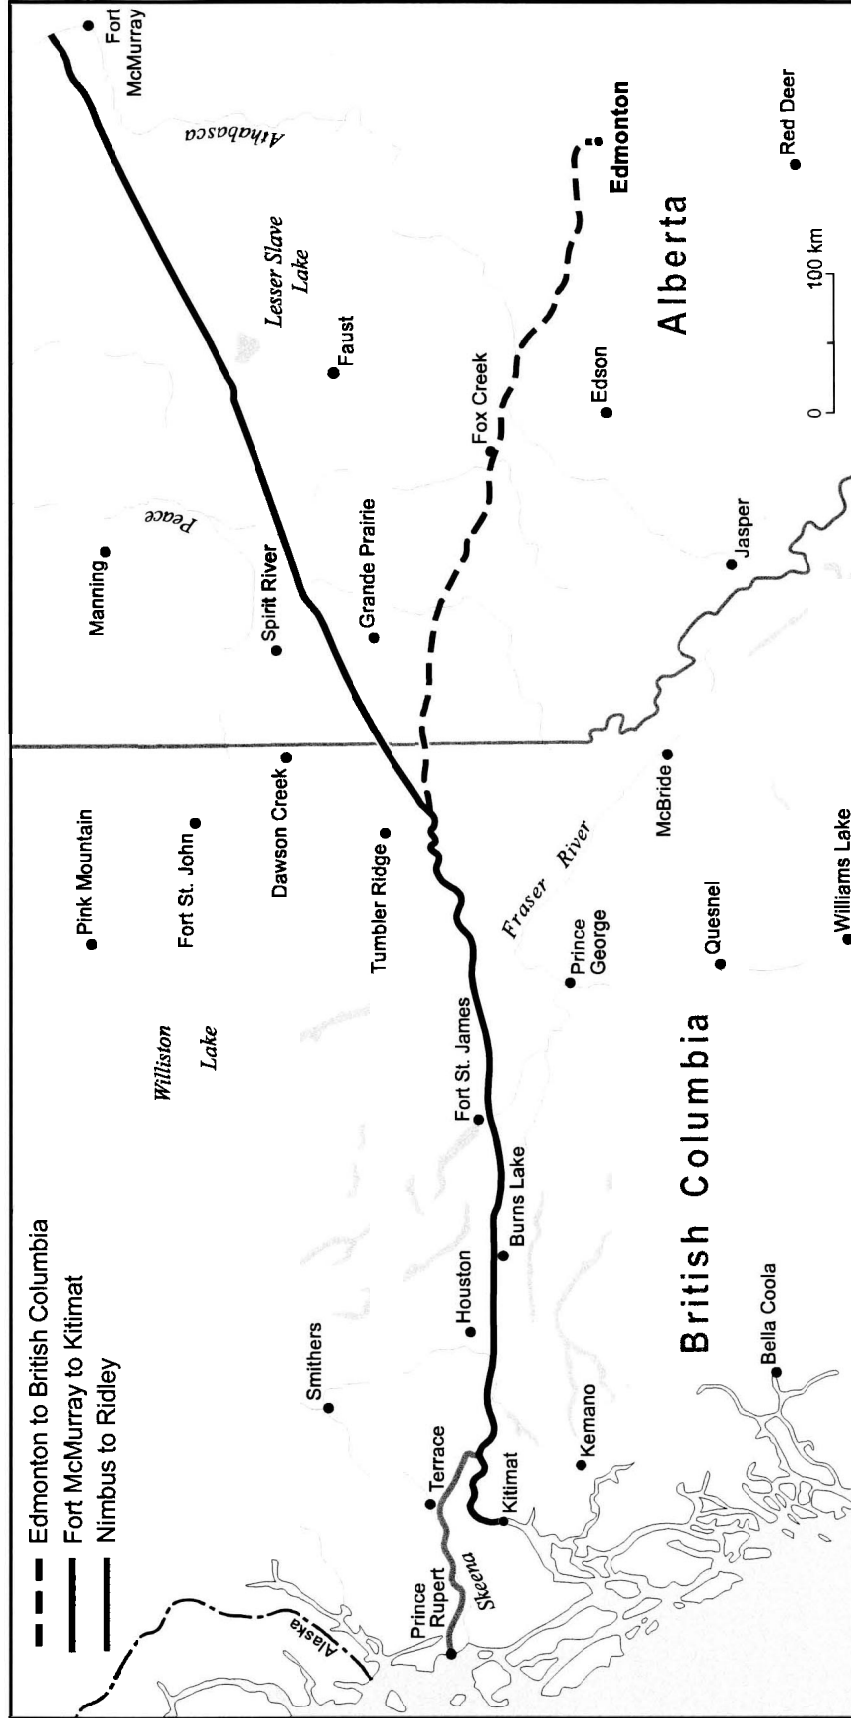 Edmonton to British Columbia
Fort McMurray to Kitimat
Nimbus to Ridley
Alaska
Prince
Rupert
Skeena
Terrace
Kitimat
Smithers
Kemano
Houston
Bella Coola
Burns Lake
British Columbia
Fort St. James
Williston
Lake
Pink Mountain
Fort St. John
Dawson Creek
Tumbler Ridge
Prince
George
Fraser River
Quesnel
Williams Lake
McBride
Manning
Peace
Spirit River
Grande Prairie
Jasper
Fox Creek
Edson
Faust
Lesser Slave
Lake
Alberta
0
100 km
Athabasca
Edmonton
Red Deer
Fort
McMurray